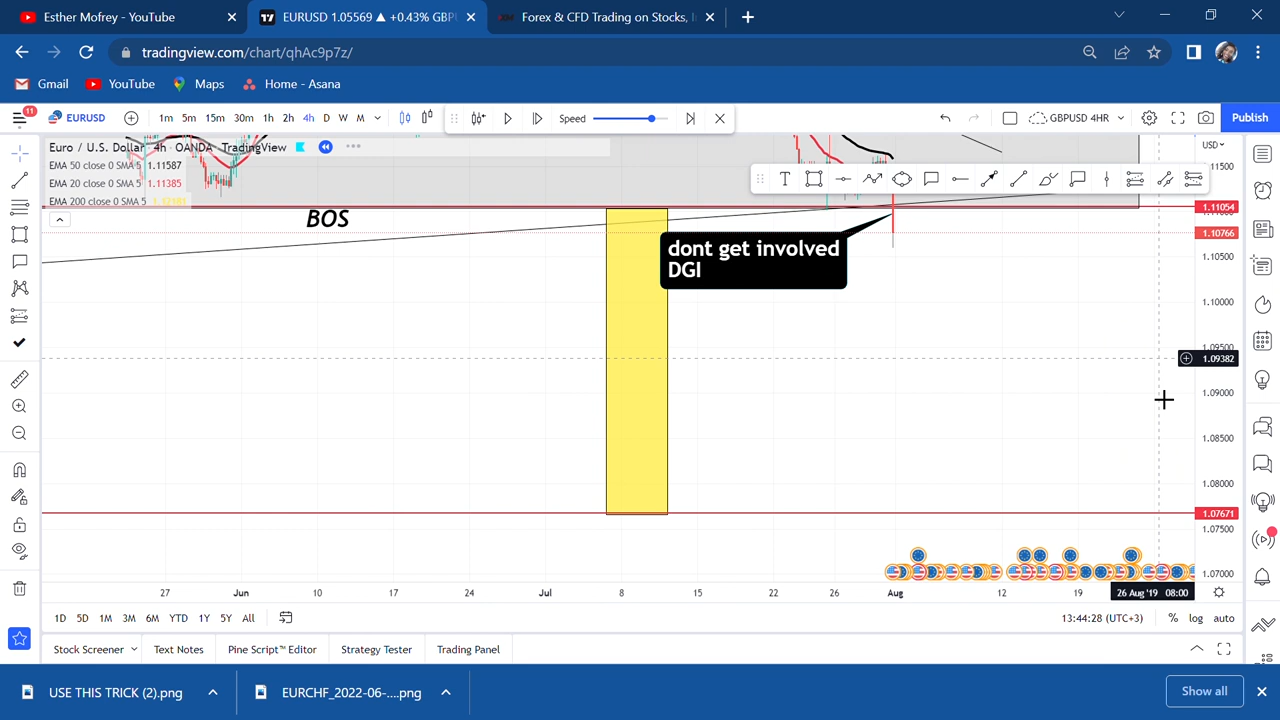 Esther Mofrey - YouTube
EURUSD 1.05569 ▲ +0.43% GBP
Forex & CFD Trading on Stocks, I
tradingview.com/chart/qhAc9p7z/
Gmail YouTube Maps Home - Asana
11 EURUSD 1m 5m 15m 30m 1h 2h 4h D W M Speed GBPUSD 4HR Publish
Euro / U.S. Dollar · 4h · OANDA · TradingView
EMA 50 close 0 SMA 5 1.11587
EMA 20 close 0 SMA 5 1.11385
EMA 200 close 0 SMA 5
USD
1.11500
1.11054
1.10766
1.10500
1.10000
1.09500
1.09382
1.09000
1.08500
1.08000
1.07671
1.07500
1.07000
BOS
dont get involved
DGI
27 Jun 10 17 24 Jul 8 15 22 Aug 12 19 26 Aug '19 08:00
1D 5D 1M 3M 6M YTD 1Y 5Y All 13:44:28 (UTC+3) % log auto
Stock Screener Text Notes Pine Script™ Editor Strategy Tester Trading Panel
USE THIS TRICK (2).png EURCHF_2022-06-....png Show all